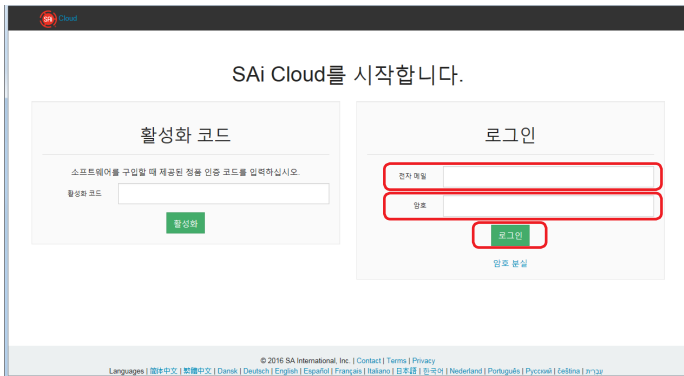 SAi Cloud
SAi Cloud를 시작합니다.
활성화 코드
소프트웨어를 구입할 때 제공된 정품 인증 코드를 입력하십시오.
활성화 코드
활성화
로그인
전자 메일
암호
로그인
암호 분실
© 2016 SA International, Inc. | Contact | Terms | Privacy
Languages | 简体中文 | 繁體中文 | Dansk | Deutsch | English | Español | Français | Italiano | 日本語 | 한국어 | Nederland | Português | Русский | čeština | עברית